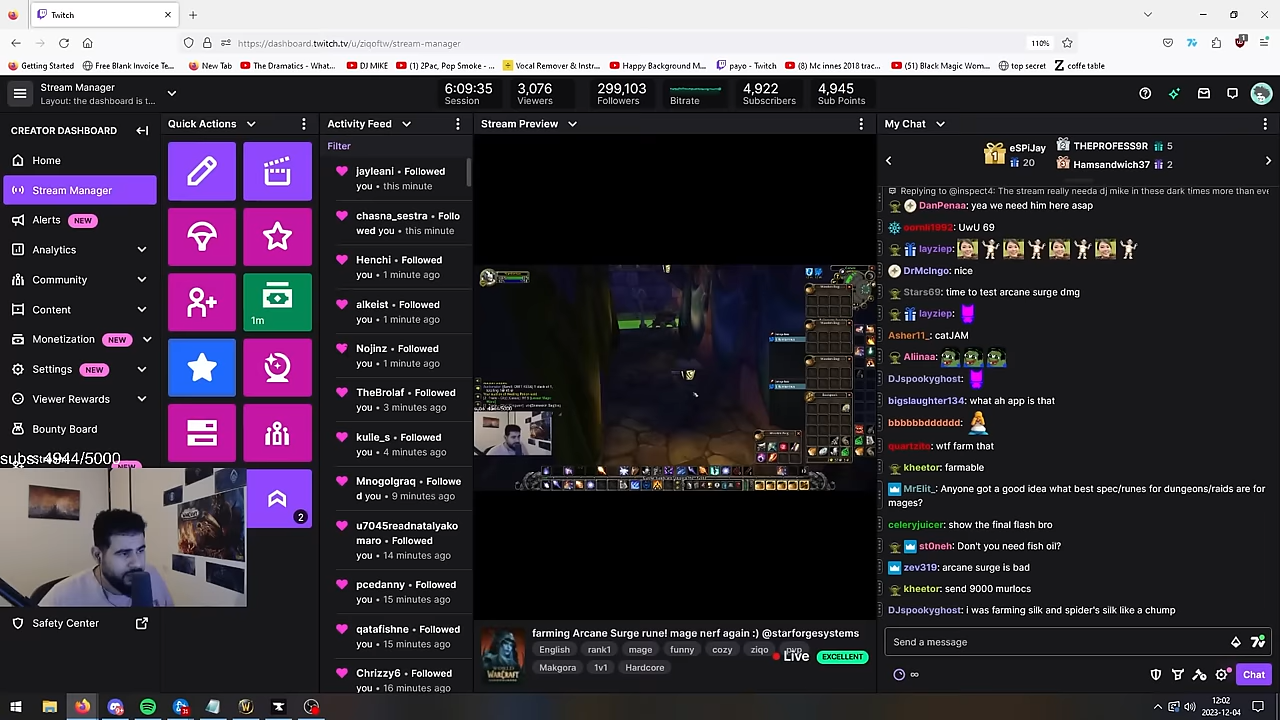 Twitch
https://dashboard.twitch.tv/u/ziqoftw/stream-manager
110%
Getting Started
Free Blank Invoice Te...
New Tab
The Dramatics - What...
DJ MIKE
(1) 2Pac, Pop Smoke - ...
Vocal Remover & Instr...
Happy Background M...
payo - Twitch
(8) Mc innes 2018 trac...
(51) Black Magic Wom...
top secret
coffe table
Stream Manager
Layout: the dashboard is t...
6:09:35
Session
3,076
Viewers
299,103
Followers
Bitrate
4,922
Subscribers
4,945
Sub Points
CREATOR DASHBOARD
Home
Stream Manager
Alerts NEW
Analytics
Community
Content
Monetization NEW
Settings NEW
Viewer Rewards
Bounty Board
NEW
subs: 4944/5000
Safety Center
Quick Actions
1m
2
Activity Feed
Filter
jayleani • Followed
you • this minute
chasna_sestra • Follo
wed you • this minute
Henchi • Followed
you • 1 minute ago
alkeist • Followed
you • 1 minute ago
Nojinz • Followed
you • 1 minute ago
TheBrolaf • Followed
you • 3 minutes ago
kuile_s • Followed
you • 4 minutes ago
Mnogolgraq • Followe
d you • 9 minutes ago
u7045readnatalyako
maro • Followed
you • 14 minutes ago
pcedanny • Followed
you • 15 minutes ago
qatafishne • Followed
you • 15 minutes ago
Chrizzy6 • Followed
you • 16 minutes ago
Stream Preview
farming Arcane Surge rune! mage nerf again :) @starforgesystems
English
rank1
mage
funny
cozy
ziqo
pvp
Makgora
1v1
Hardcore
Live
EXCELLENT
My Chat
1
eSPiJay
20
THEPROFESS9R 5
Hamsandwich37 2
Replying to @inspect4: The stream really needa dj mike in these dark times more than eve
DanPenaa: yea we need him here asap
oornii1992: UwU 69
layziep:
DrMcIngo: nice
Stars69: time to test arcane surge dmg
layziep:
Asher11_: catJAM
Aliinaa:
DJspookyghost:
bigslaughter134: what ah app is that
bbbbbbdddddd:
quartzito: wtf farm that
kheetor: farmable
MrElit_: Anyone got a good idea what best spec/runes for dungeons/raids are for
mages?
celeryjuicer: show the final flash bro
st0neh: Don't you need fish oil?
zev319: arcane surge is bad
kheetor: send 9000 murlocs
DJspookyghost: i was farming silk and spider's silk like a chump
Send a message
Chat
12:02
2023-12-04